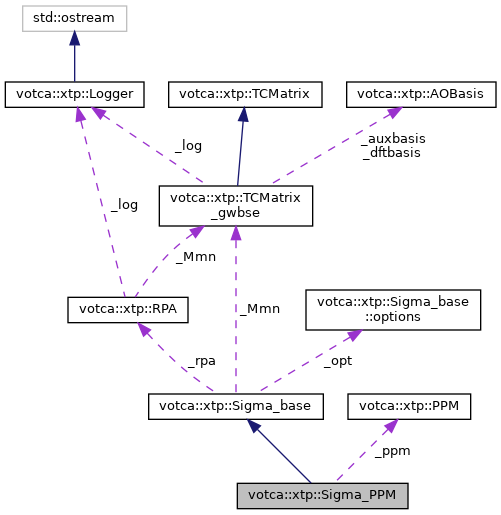 std::ostream
votca::xtp::Logger
votca::xtp::TCMatrix
votca::xtp::AOBasis
_log
_auxbasis
_dftbasis
_log
votca::xtp::TCMatrix
_gwbse
_Mmn
votca::xtp::RPA
_Mmn
votca::xtp::Sigma_base
::options
_rpa
_opt
votca::xtp::Sigma_base
votca::xtp::PPM
_ppm
votca::xtp::Sigma_PPM